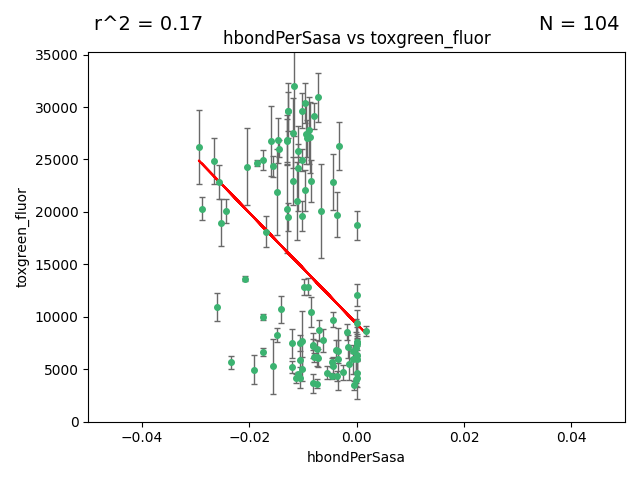 r^2 = 0.17
N = 104
hbondPerSasa vs toxgreen_fluor
35000
30000
25000
20000
15000
10000
5000
0
toxgreen_fluor
−0.04
−0.02
0.00
0.02
0.04
hbondPerSasa